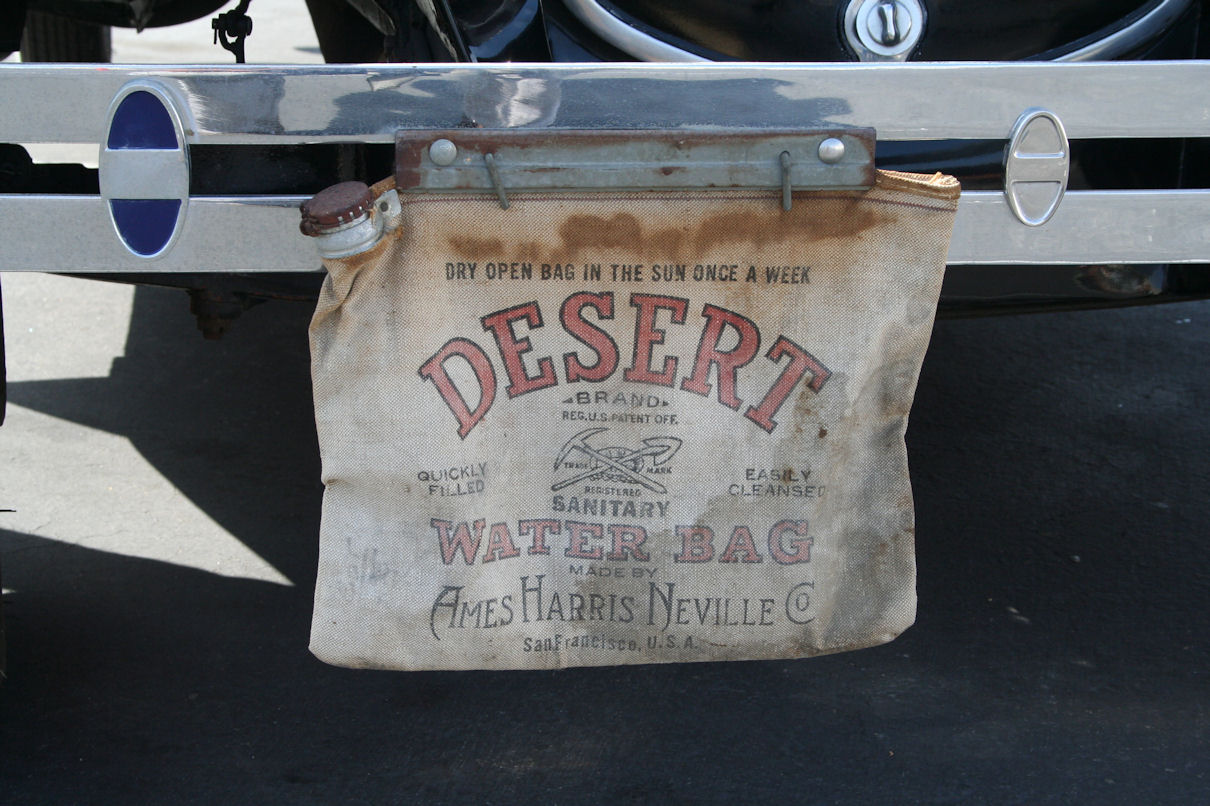 DRY OPEN BAG IN THE SUN ONCE A WEEK
DESERT
BRAND
REG. U.S. PATENT OFF.
TRADE MARK
REGISTERED
QUICKLY
FILLED
EASILY
CLEANSED
SANITARY
WATER BAG
MADE BY
AMES HARRIS NEVILLE CO
San Francisco, U.S.A.